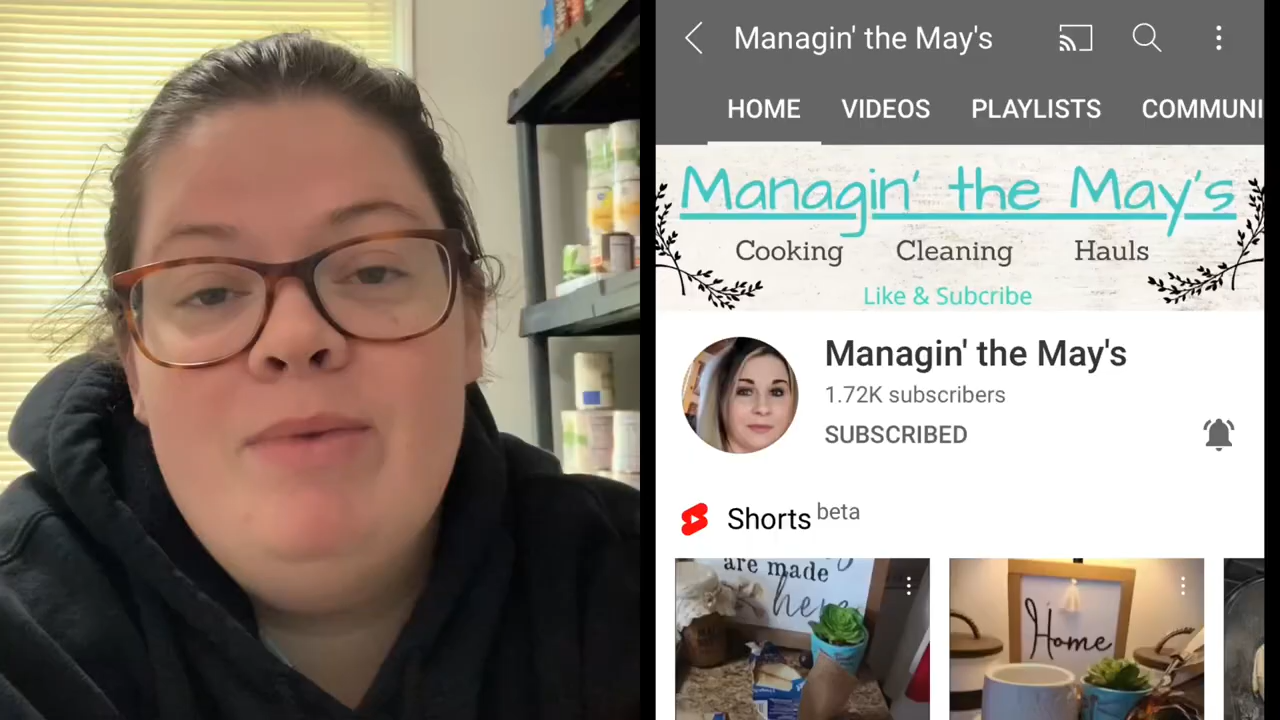 Managin' the May's
HOME VIDEOS PLAYLISTS COMMUNI
Managin' the May's
Cooking Cleaning Hauls
Like & Subcribe
Managin' the May's
1.72K subscribers
SUBSCRIBED
Shorts beta
are made
here
Home